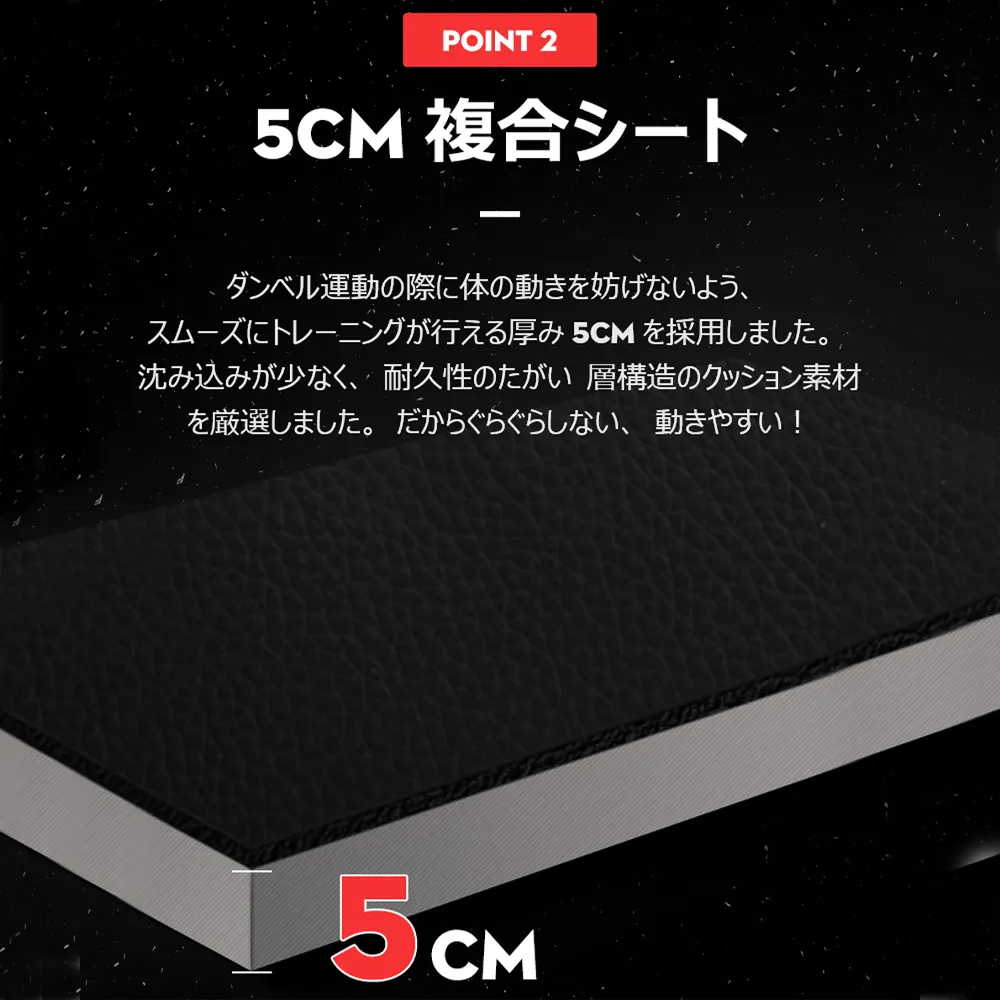 POINT 2
5CM 複合シート
ダンベル運動の際に体の動きを妨げないよう、
スムーズにトレーニングが行える厚み 5CM を採用しました。
沈み込みが少なく、 耐久性のたがい 層構造のクッション素材
を厳選しました。 だからぐらぐらしない、 動きやすい！
5 CM